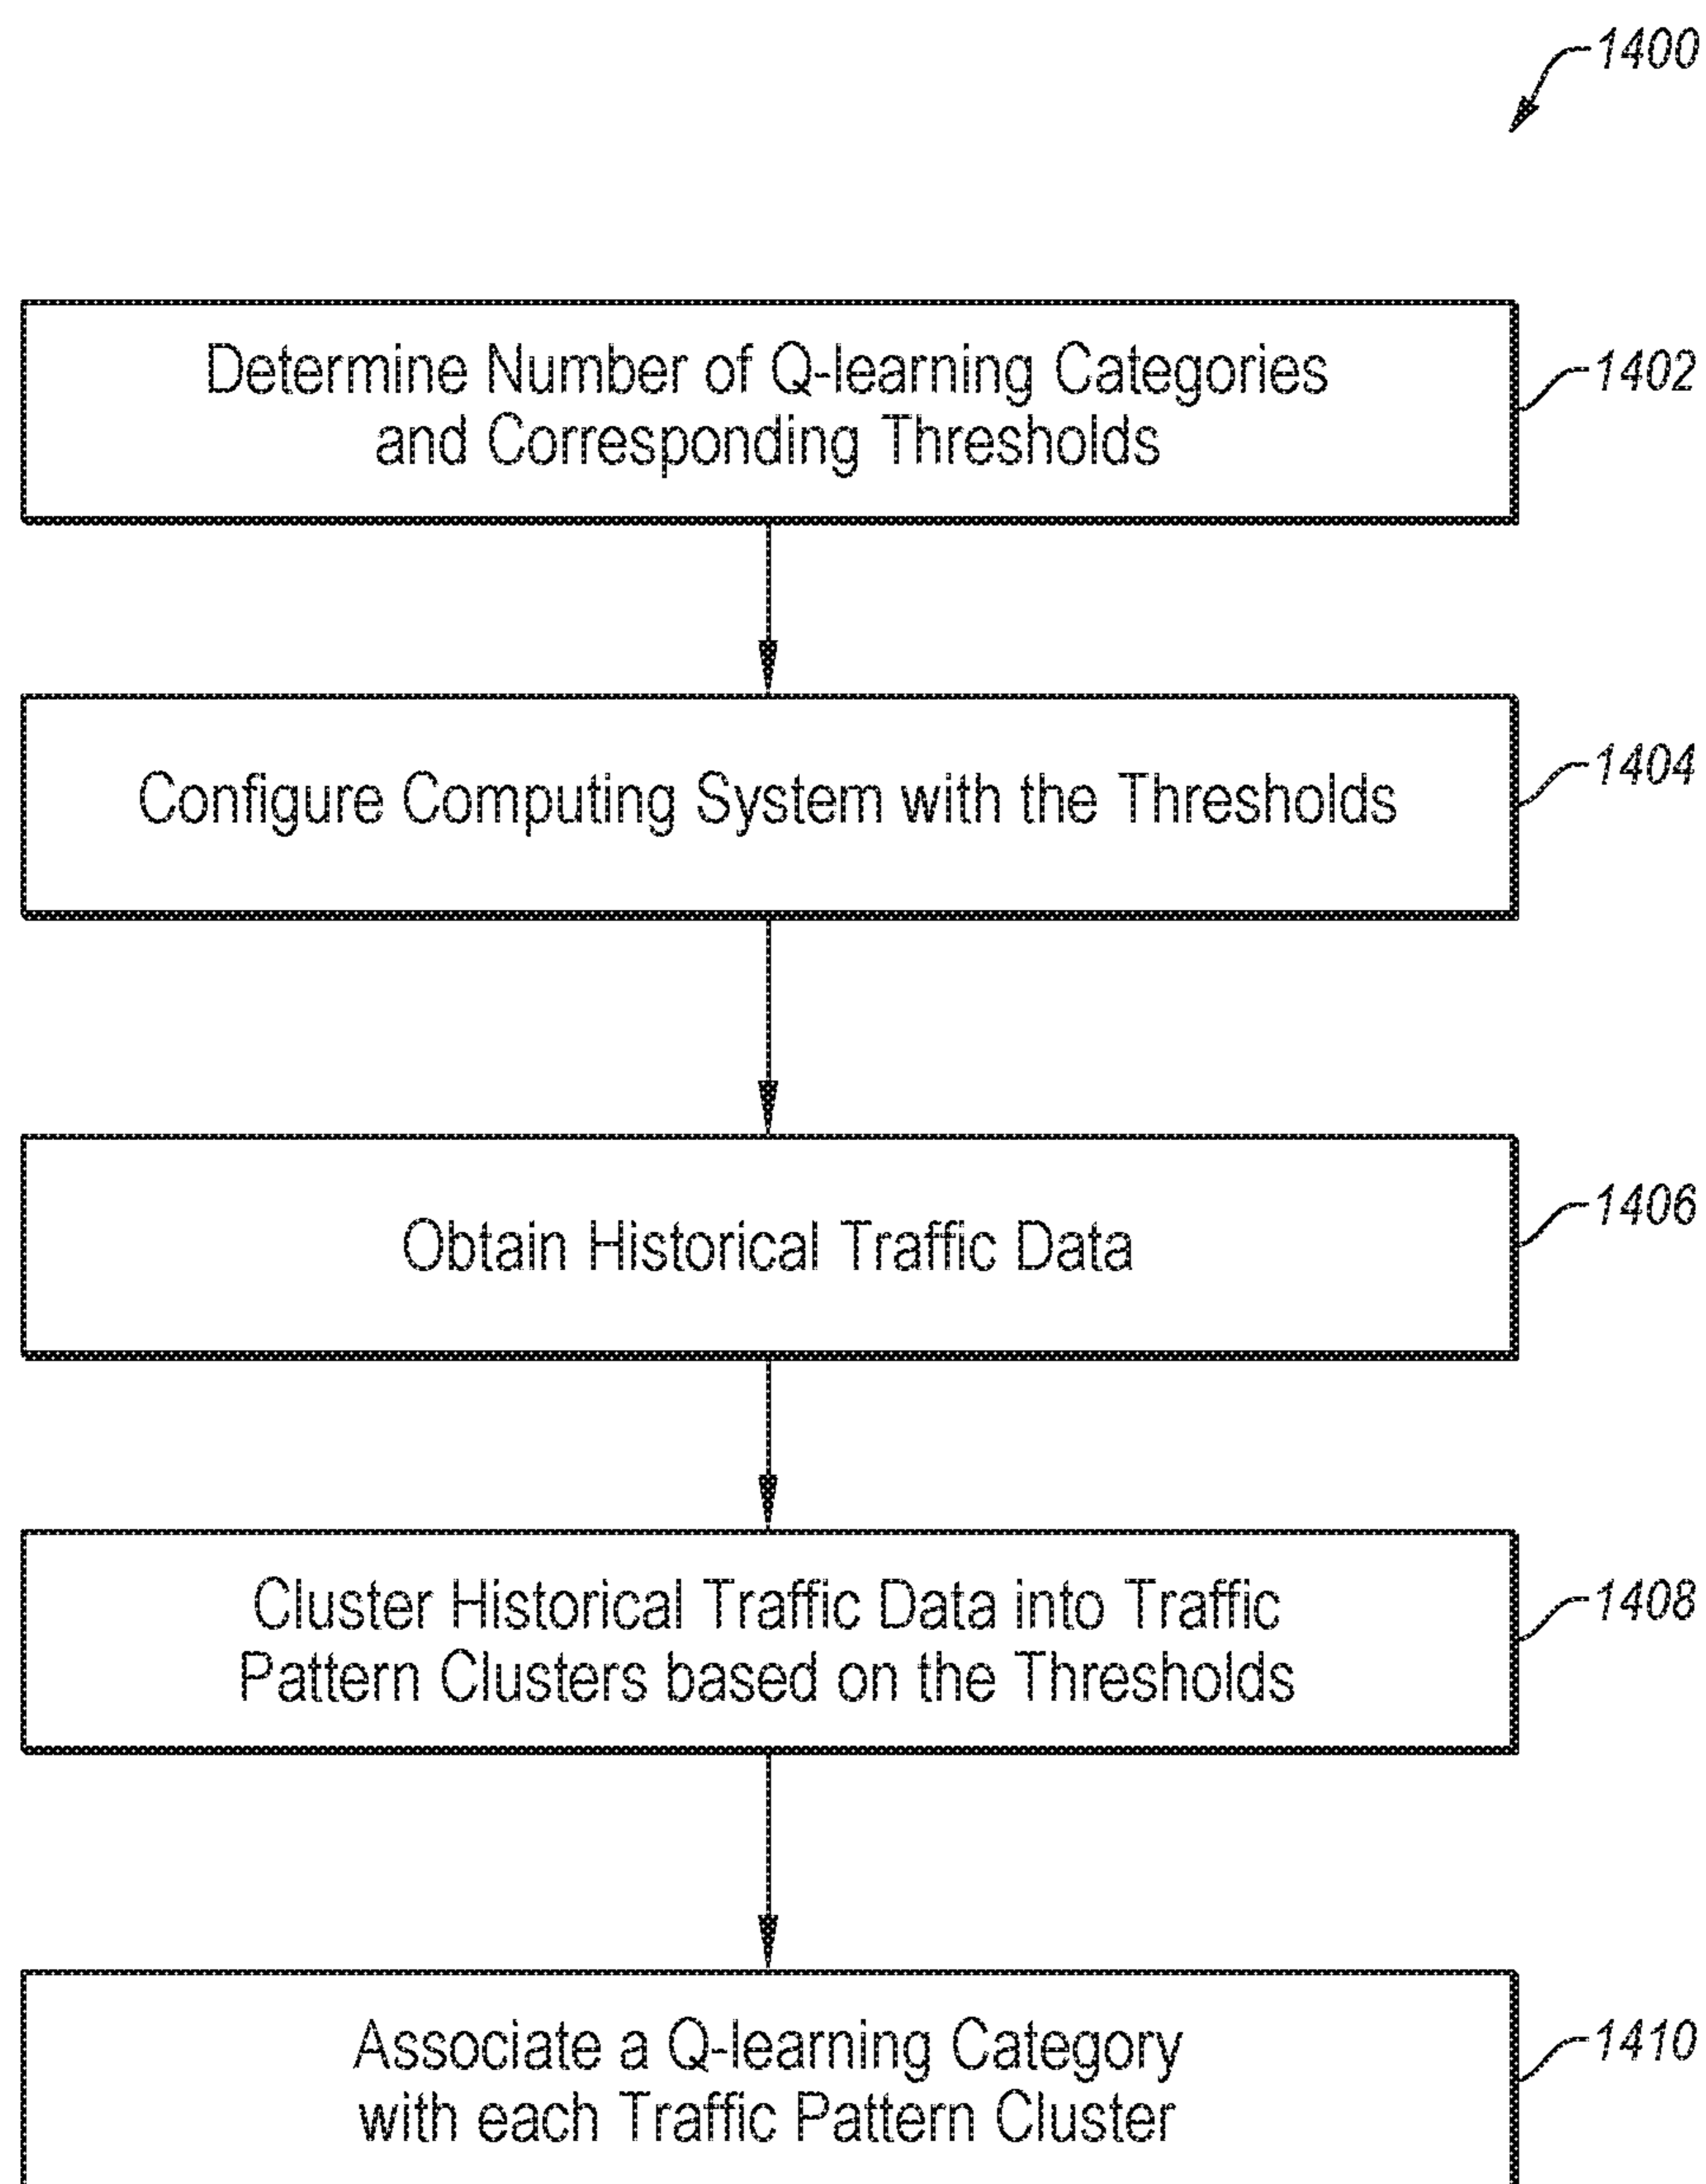 1400
Determine Number of Q-learning Categories
and Corresponding Thresholds
1402
Configure Computing System with the Thresholds
1404
Obtain Historical Traffic Data
1406
Cluster Historical Traffic Data into Traffic
Pattern Clusters based on the Thresholds
1408
Associate a Q-learning Category
with each Traffic Pattern Cluster
1410